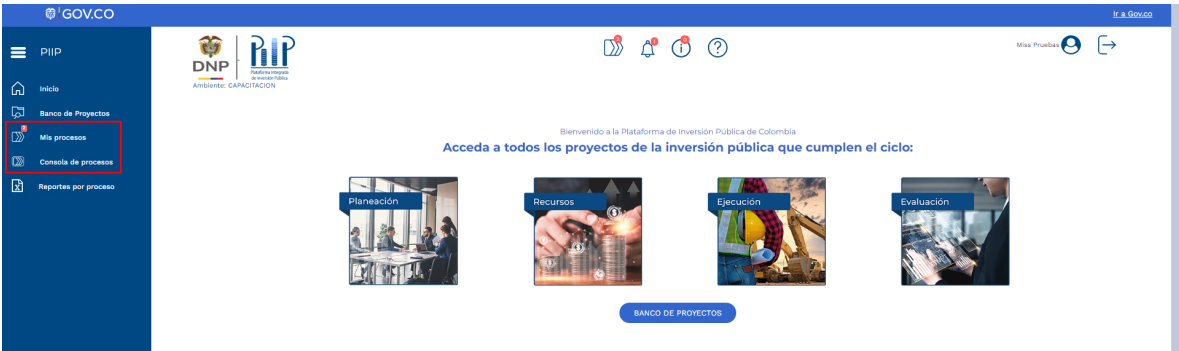 GOV.CO
Ir a Gov.co
PIIP
DNP
PIIP
Plataforma Integrada
de Inversión Pública
Ambiente: CAPACITACION
Miss Pruebas
Inicio
Banco de Proyectos
Mis procesos
Consola de procesos
Reportes por proceso
Bienvenido a la Plataforma de Inversión Pública de Colombia
Acceda a todos los proyectos de la inversión pública que cumplen el ciclo:
Planeación
Recursos
Ejecución
Evaluación
BANCO DE PROYECTOS